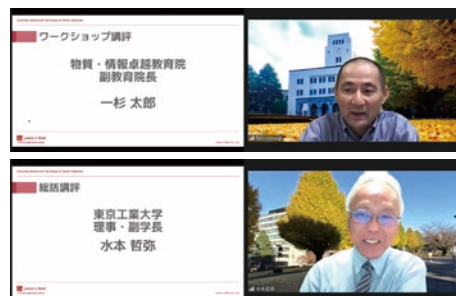 ワークショップ講評
物質・情報卓越教育院
副教育院長
一杉 太郎
総括講評
東京工業大学
理事・副学長
水本 哲弥